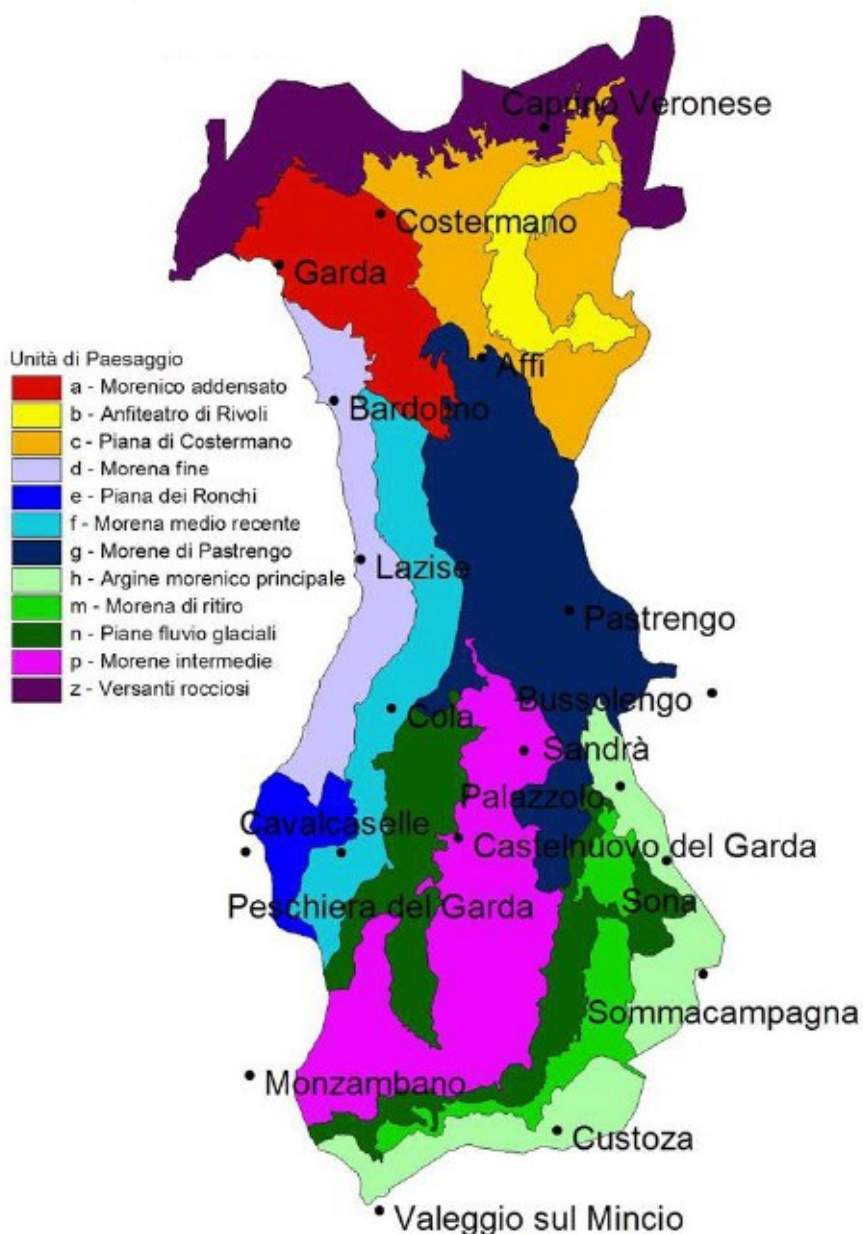 Caprino Veronese
Costermano
Garda
Affi
Unità di Paesaggio
a - Morenico addensato
b - Anfiteatro di Rivoli
c - Piana di Costermano
d - Morena fine
e - Piana dei Ronchi
f - Morena medio recente
g - Morene di Pastrengo
h - Argine morenico principale
m - Morena di ritiro
n - Piane fluvio glaciali
p - Morene intermedie
z - Versanti rocciosi
Bardolino
Lazise
Pastrengo
Bussolengo
Cola
Sandrà
Palazzolo
Cavalcaselle
Castelnuovo del Garda
Peschiera del Garda
Sona
Sommacampagna
Monzambano
Custoza
Valeggio sul Mincio